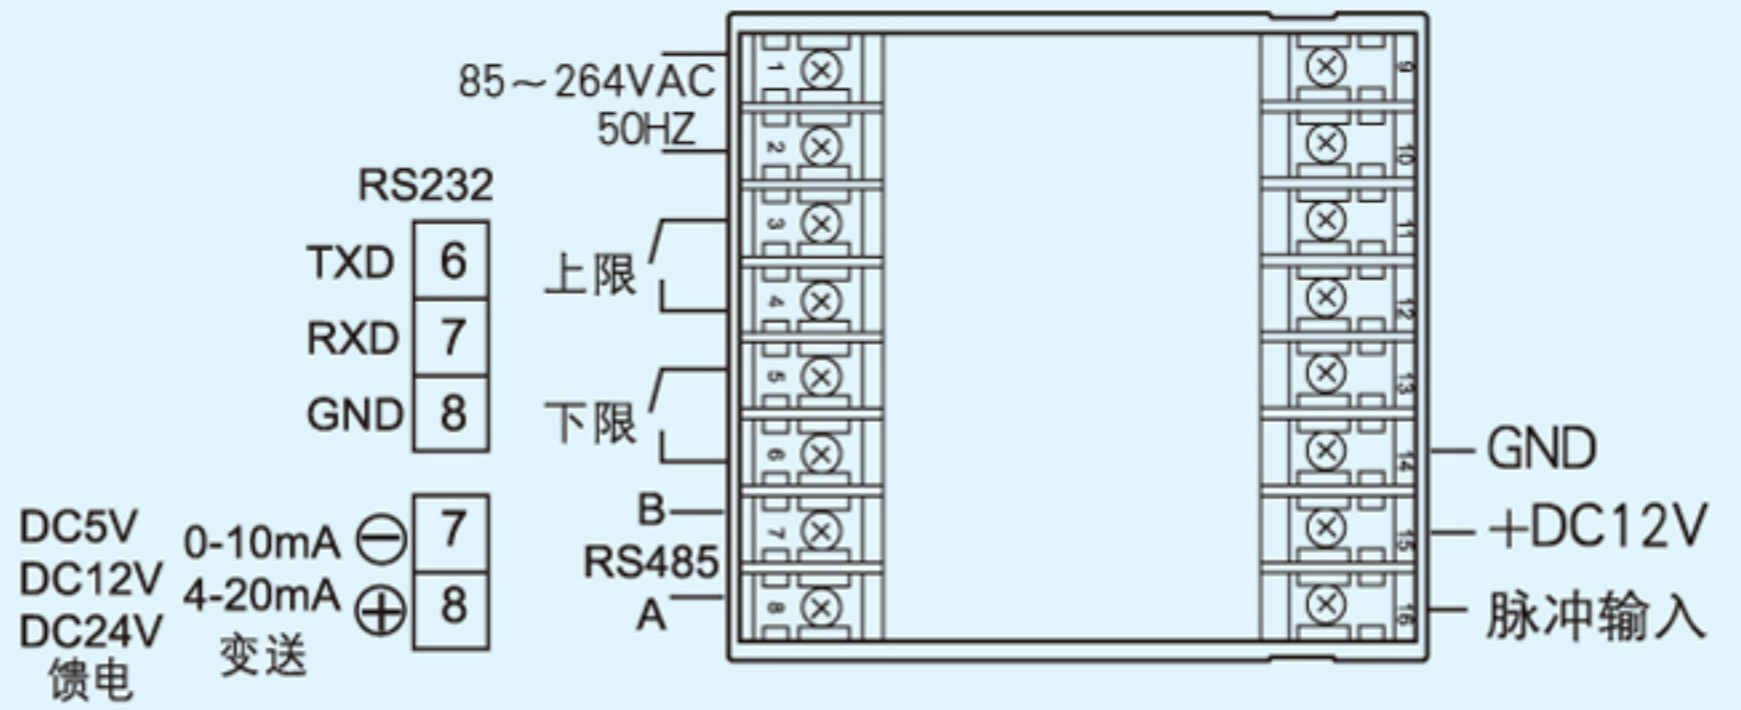 85～264VAC
50HZ
RS232
TXD 6
RXD 7
GND 8
上限
下限
B
RS485
A
DC5V
DC12V
DC24V
馈电
0-10mA
4-20mA
变送
⊖ 7
⊕ 8
1
2
3
4
5
6
7
8
9
10
11
12
13
14
15
16
GND
+DC12V
脉冲输入